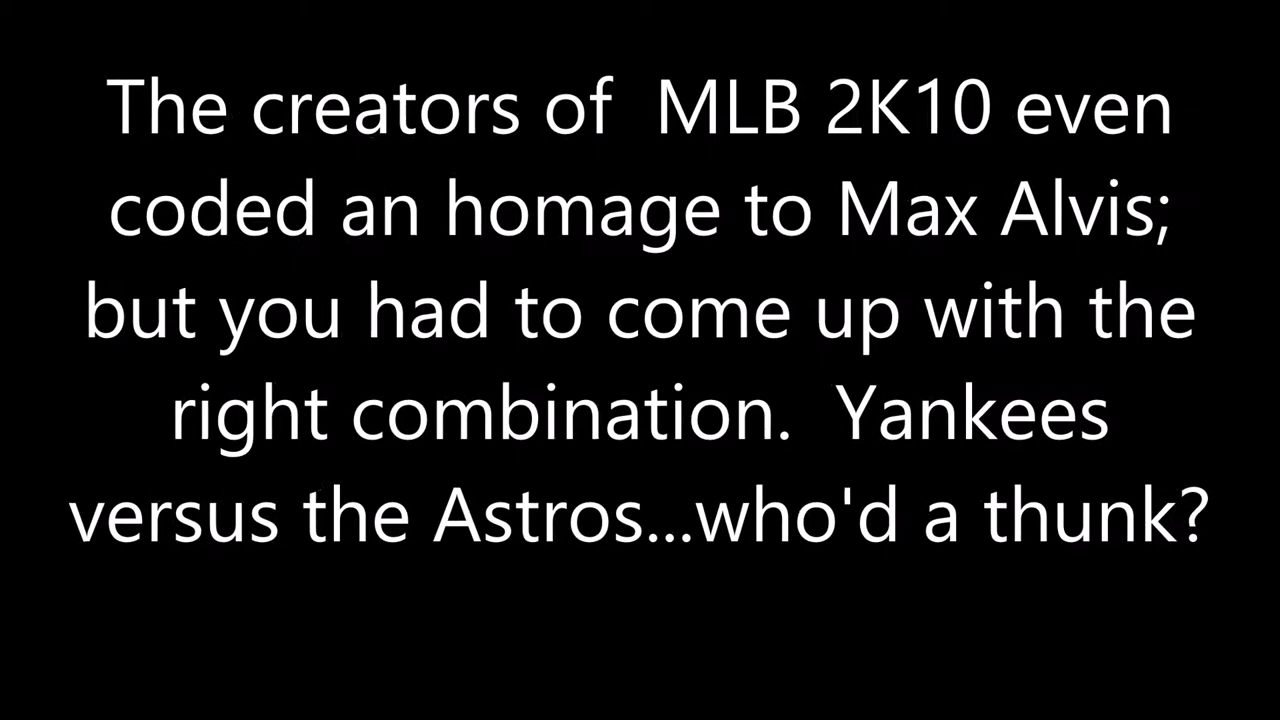 The creators of  MLB 2K10 even
coded an homage to Max Alvis;
but you had to come up with the
right combination.  Yankees
versus the Astros...who'd a thunk?